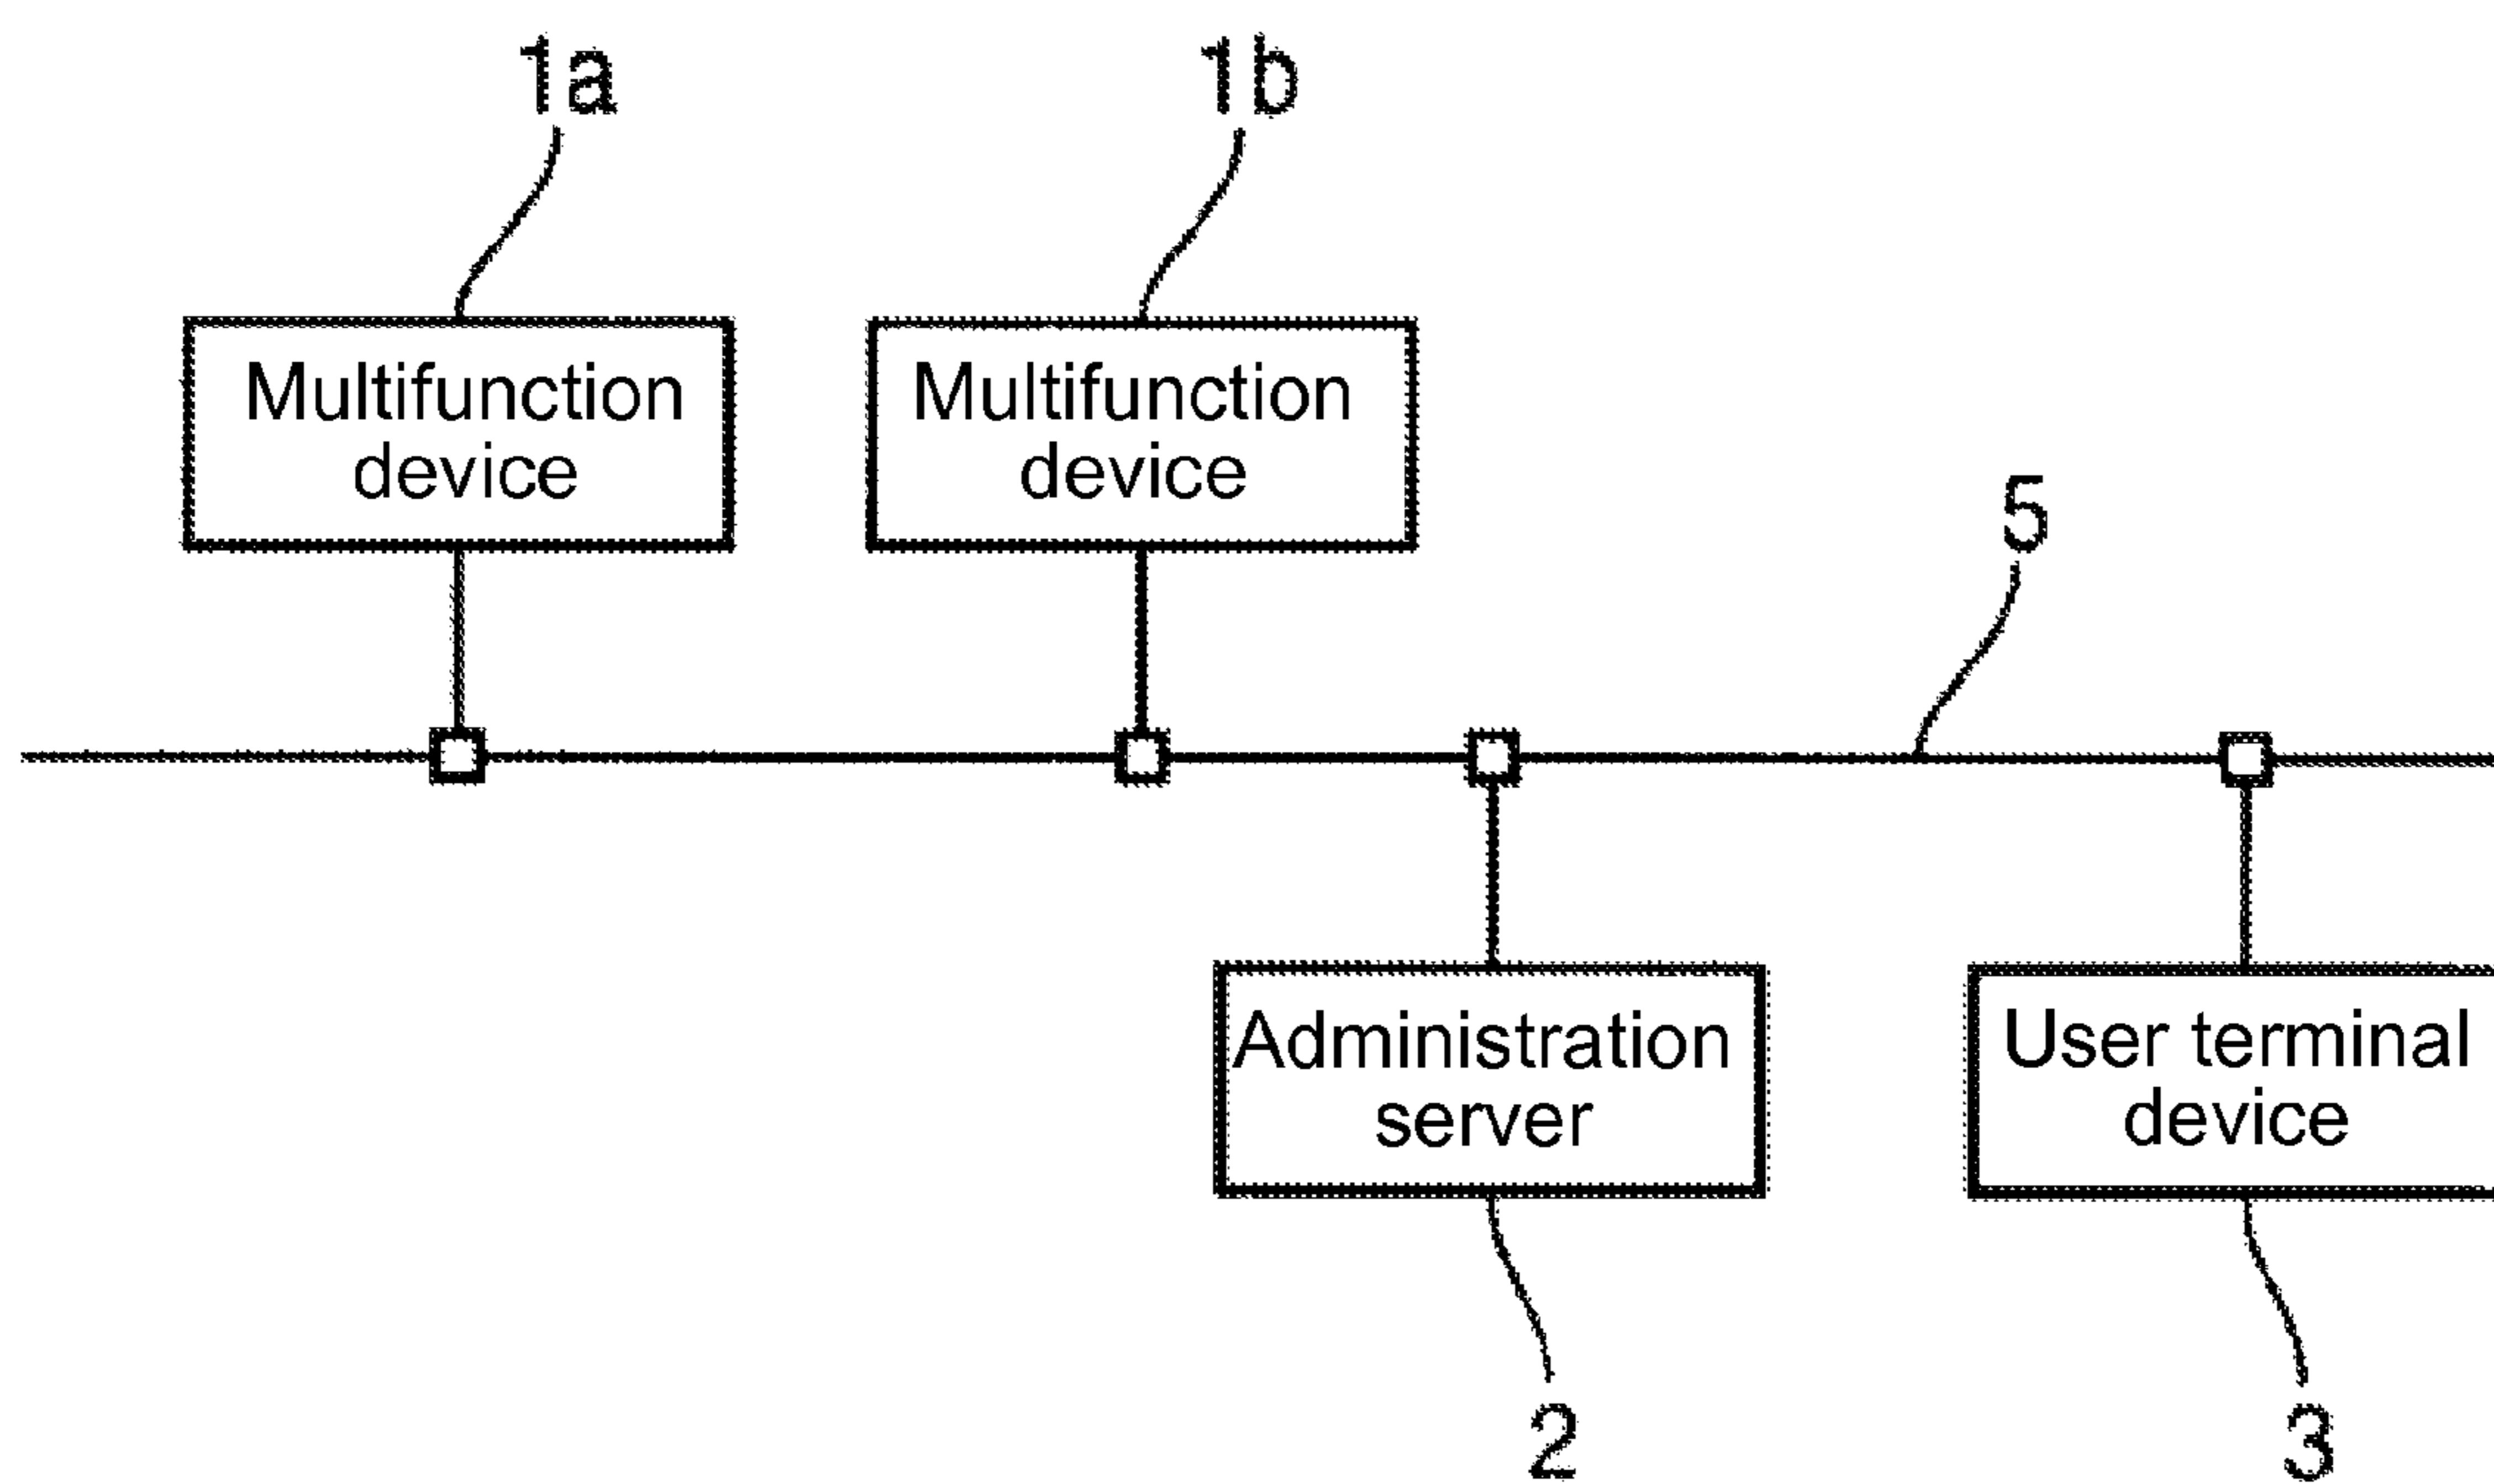 1a
1b
Multifunction
device
Multifunction
device
5
Administration
server
User terminal
device
2
3